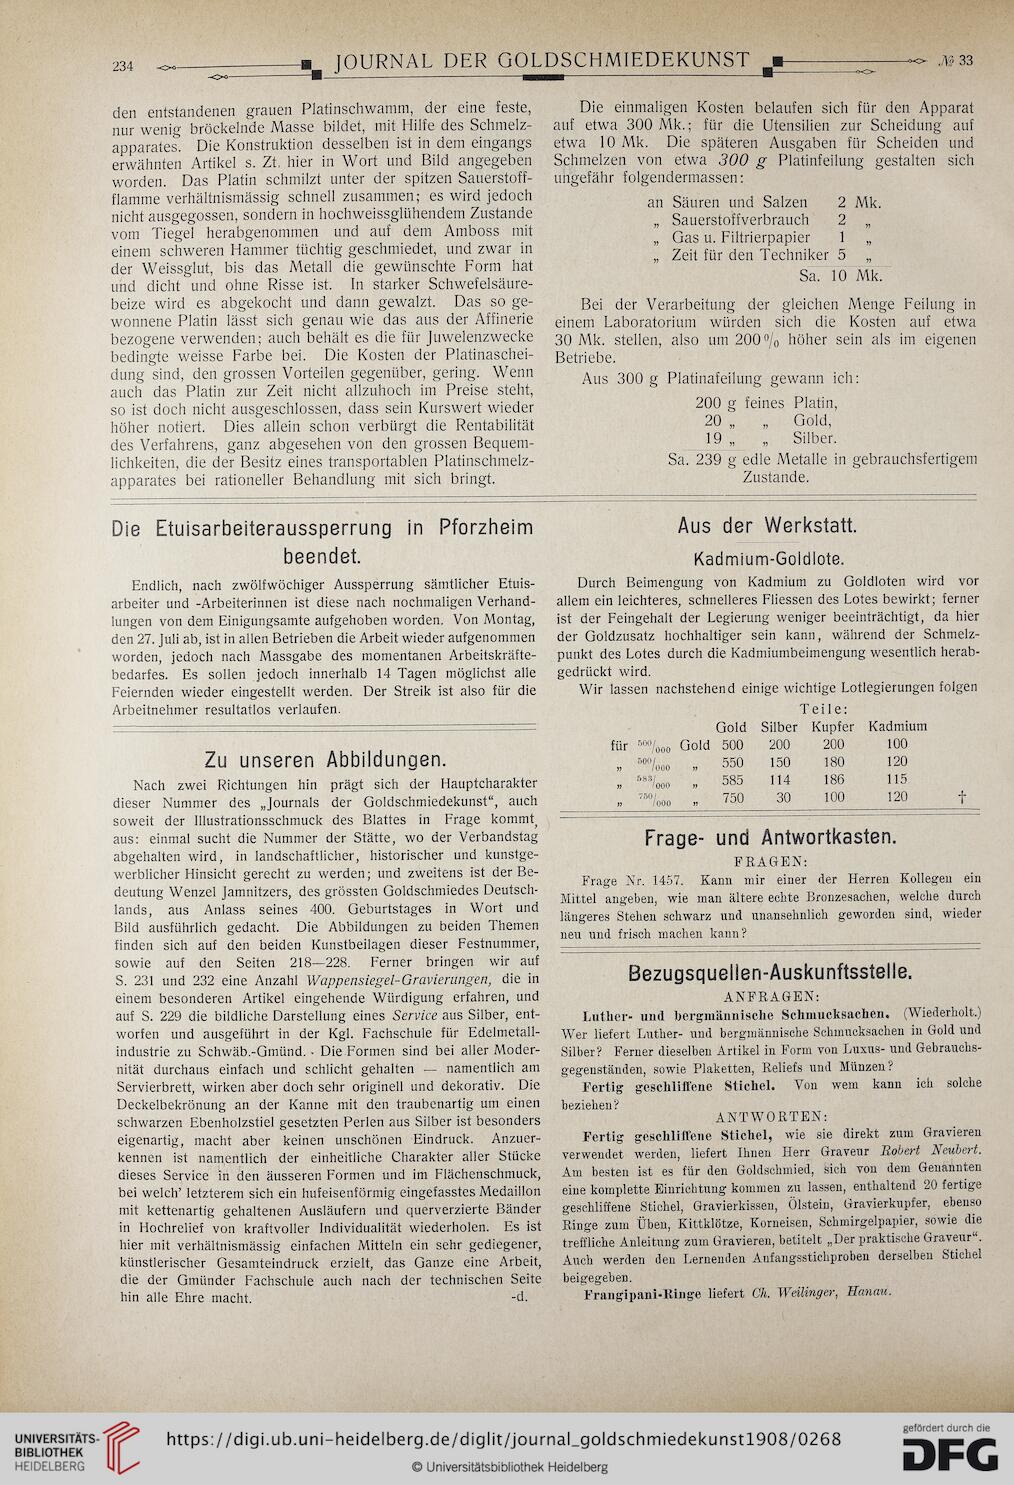 234
JOURNAL DER GOLDSCHMIEDEKUNST
№ 33
den entstandenen grauen Platinschwamm, der eine feste,
nur wenig bröckelnde Masse bildet, mit Hilfe des Schmelz-
apparates. Die Konstruktion desselben ist in dem eingangs
erwähnten Artikel s. Zt. hier in Wort und Bild angegeben
worden. Das Platin schmilzt unter der spitzen Sauerstoff-
flamme verhältnismässig schnell zusammen; es wird jedoch
nicht ausgegossen, sondern in hochweissglühendem Zustande
vom Tiegel herabgenommen und auf dem Amboss mit
einem schweren Hammer tüchtig geschmiedet, und zwar in
der Weissglut, bis das Metall die gewünschte Form hat
und dicht und ohne Risse ist. In starker Schwefelsäure-
beize wird es abgekocht und dann gewalzt. Das so ge-
wonnene Platin lässt sich genau wie das aus der Affinerie
bezogene verwenden; auch behält es die für Juwelenzwecke
bedingte weisse Farbe bei. Die Kosten der Platinaschei-
dung sind, den grossen Vorteilen gegenüber, gering. Wenn
auch das Platin zur Zeit nicht allzuhoch im Preise steht,
so ist doch nicht ausgeschlossen, dass sein Kurswert wieder
höher notiert. Dies allein schon verbürgt die Rentabilität
des Verfahrens, ganz abgesehen von den grossen Bequem-
lichkeiten, die der Besitz eines transportablen Platinschmelz-
apparates bei rationeller Behandlung mit sich bringt.
Die einmaligen Kosten belaufen sich für den Apparat
auf etwa 300 Mk.; für die Utensilien zur Scheidung auf
etwa 10 Mk. Die späteren Ausgaben für Scheiden und
Schmelzen von etwa 300 g Platinfeilung gestalten sich
ungefähr folgendermassen:
an Säuren und Salzen 2 Mk.
„ Sauerstoffverbrauch 2 „
„ Gas u. Filtrierpapier 1 „
„ Zeit für den Techniker 5 „
Sa. 10 Mk.
Bei der Verarbeitung der gleichen Menge Feilung in
einem Laboratorium würden sich die Kosten auf etwa
30 Mk. stellen, also um 200% höher sein als im eigenen
Betriebe.
Aus 300 g Platinafeilung gewann ich:
200 g feines Platin,
20 „ „ Gold,
19 „ „ Silber.
Sa. 239 g edle Metalle in gebrauchsfertigem
Zustande.
Die Etuisarbeiteraussperrung in Pforzheim
beendet.
Endlich, nach zwölfwöchiger Aussperrung sämtlicher Etuis-
arbeiter und -Arbeiterinnen ist diese nach nochmaligen Verhand-
lungen von dem Einigungsamte aufgehoben worden. Von Montag,
den 27. Juli ab, ist in allen Betrieben die Arbeit wieder aufgenommen
worden, jedoch nach Massgabe des momentanen Arbeitskräfte-
bedarfes. Es sollen jedoch innerhalb 14 Tagen möglichst alle
Feiernden wieder eingestellt werden. Der Streik ist also für die
Arbeitnehmer resultatlos verlaufen.
Zu unseren Abbildungen.
Nach zwei Richtungen hin prägt sich der Hauptcharakter
dieser Nummer des „Journals der Goldschmiedekunst“, auch
soweit der Illustrationsschmuck des Blattes in Frage kommt,
aus: einmal sucht die Nummer der Stätte, wo der Verbandstag
abgehalten wird, in landschaftlicher, historischer und kunstge-
werblicher Hinsicht gerecht zu werden; und zweitens ist der Be-
deutung Wenzel Jamnitzers, des grössten Goldschmiedes Deutsch-
lands, aus Anlass seines 400. Geburtstages in Wort und
Bild ausführlich gedacht. Die Abbildungen zu beiden Themen
finden sich auf den beiden Kunstbeilagen dieser Festnummer,
sowie auf den Seiten 218—228. Ferner bringen wir auf
S. 231 und 232 eine Anzahl Wappensiegel-Gravierungen, die in
einem besonderen Artikel eingehende Würdigung erfahren, und
auf S. 229 die bildliche Darstellung eines Service aus Silber, ent-
worfen und ausgeführt in der Kgl. Fachschule für Edelmetall-
industrie zu Schwäb.-Gmünd. - Die Formen sind bei aller Moder-
nität durchaus einfach und schlicht gehalten — namentlich am
Servierbrett, wirken aber doch sehr originell und dekorativ. Die
Deckelbekrönung an der Kanne mit den traubenartig um einen
schwarzen Ebenholzstiel gesetzten Perlen aus Silber ist besonders
eigenartig, macht aber keinen unschönen Eindruck. Anzuer-
kennen ist namentlich der einheitliche Charakter aller Stücke
dieses Service in den äusseren Formen und im Flächenschmuck,
bei welch' letzterem sich ein hufeisenförmig eingefasstes Medaillon
mit kettenartig gehaltenen Ausläufern und querverzierte Bänder
in Hochrelief von kraftvoller Individualität wiederholen. Es ist
hier mit verhältnismässig einfachen Mitteln ein sehr gediegener,
künstlerischer Gesamteindruck erzielt, das Ganze eine Arbeit,
die der Gmünder Fachschule auch nach der technischen Seite
hin alle Ehre macht. -d.
Aus der Werkstatt.
Kadmium-Goldlote.
Durch Beimengung von Kadmium zu Goldloten wird vor
allem ein leichteres, schnelleres Fliessen des Lotes bewirkt; ferner
ist der Feingehalt der Legierung weniger beeinträchtigt, da hier
der Goldzusatz hochhaltiger sein kann, während der Schmelz-
punkt des Lotes durch die Kadmiumbeimengung wesentlich herab-
gedrückt wird.
Wir lassen nachstehend einige wichtige Lotlegierungen folgen
Teile:
Gold Silber Kupfer Kadmium
für 500/000 Gold 500 200 200 100
„ 500/000 „ 550 150 180 120
„ 583/000 „ 585 114 186 115
„ 750/000 „ 750 30 100 120 †
Frage- und Antwortkasten.
FRAGEN:
Frage Nr. 1457. Kann mir einer der Herren Kollegen ein
Mittel angeben, wie man ältere echte Bronzesachen, welche durch
längeres Stehen schwarz und unansehnlich geworden sind, wieder
neu und frisch machen kann?
Bezugsquellen-Auskunftsstelle.
ANFRAGEN:
Luther- und bergmännische Schmucksachen. (Wiederholt.)
Wer liefert Luther- und bergmännische Schmucksachen in Gold und
Silber? Ferner dieselben Artikel in Form von Luxus- und Gebrauchs-
gegenständen, sowie Plaketten, Reliefs und Münzen?
Fertig geschliffene Stichel. Von wem kann ich solche
beziehen?
ANTWORTEN:
Fertig geschliffene Stichel, wie sie direkt zum Gravieren
verwendet werden, liefert Ihnen Herr Graveur Robert Neubert.
Am besten ist es für den Goldschmied, sich von dem Genannten
eine komplette Einrichtung kommen zu lassen, enthaltend 20 fertige
geschliffene Stichel, Gravierkissen, Ölstein, Gravierkupfer, ebenso
Ringe zum Üben, Kittklötze, Korneisen, Schmirgelpapier, sowie die
treffliche Anleitung zum Gravieren, betitelt „Der praktische Graveur“.
Auch werden den Lernenden Anfangsstichproben derselben Stichel
beigegeben.
Frangipani-Ringe liefert Ch. Weilinger, Hanau.
UNIVERSITÄTS-
BIBLIOTHEK
HEIDELBERG
https://digi.ub.uni-heidelberg.de/diglit/journal_goldschmiedekunst1908/0268
© Universitätsbibliothek Heidelberg
gefördert durch die
DFG